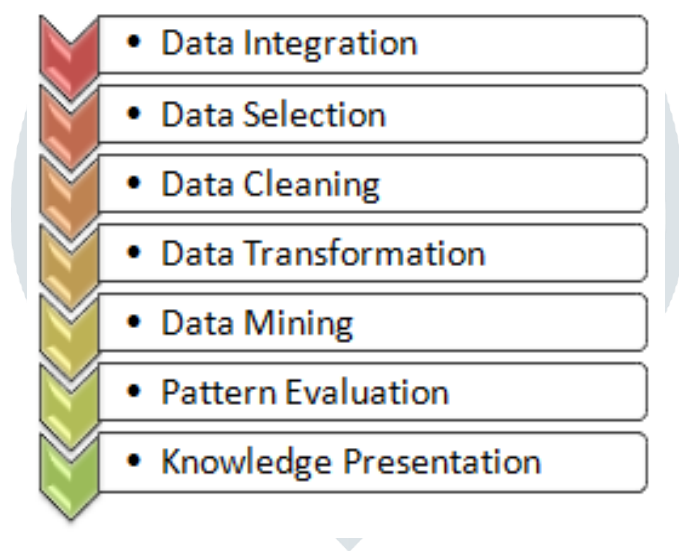 • Data Integration
• Data Selection
• Data Cleaning
• Data Transformation
• Data Mining
• Pattern Evaluation
• Knowledge Presentation